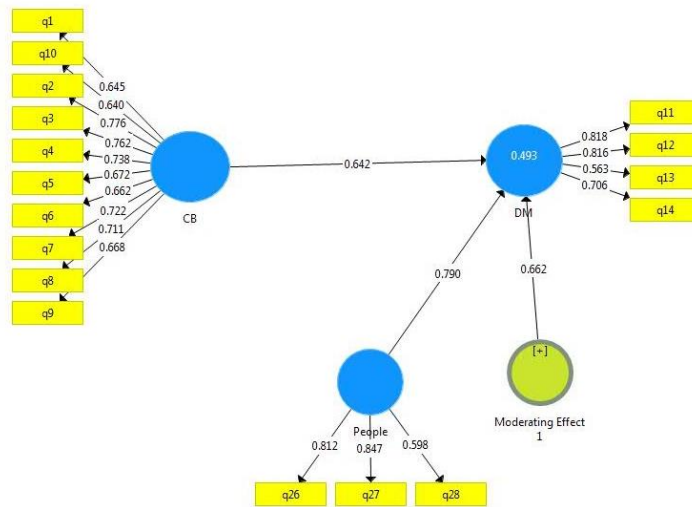 q1
q10
q2
q3
q4
q5
q6
q7
q8
q9
0.645
0.640
0.776
0.762
0.738
0.672
0.662
0.722
0.711
0.668
CB
0.642
0.493
DM
0.818
0.816
0.563
0.706
q11
q12
q13
q14
0.790
0.662
[+]
Moderating Effect
1
People
0.812
0.847
0.598
q26
q27
q28